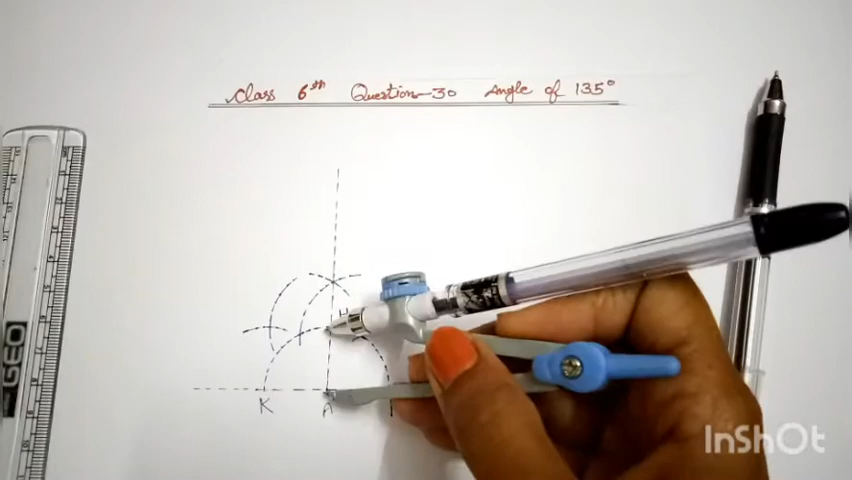 Class 6th Question-30 Angle of 135°
H
K
A
GEO
InShOt